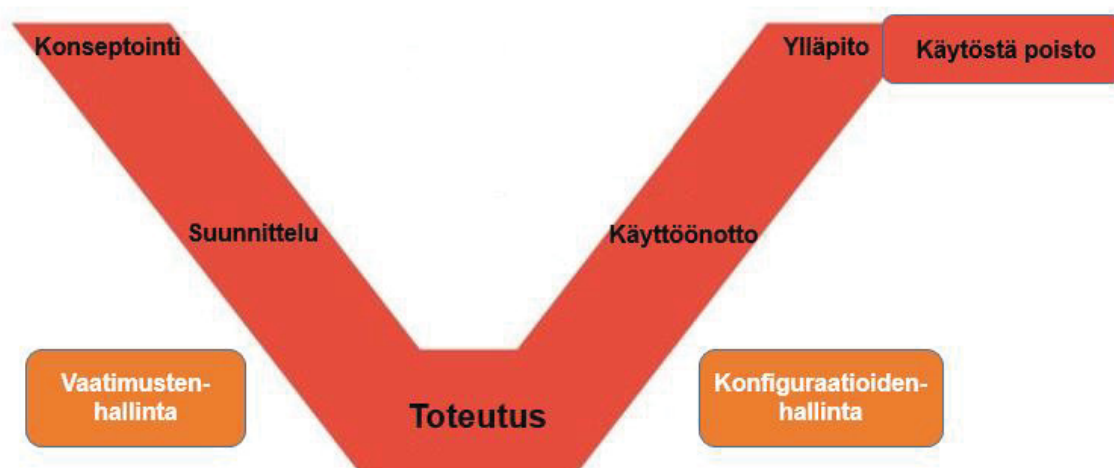 Konseptointi
Ylläpito
Käytöstä poisto
Suunnittelu
Käyttöönotto
Vaatimusten-
hallinta
Toteutus
Konfiguraatioiden-
hallinta